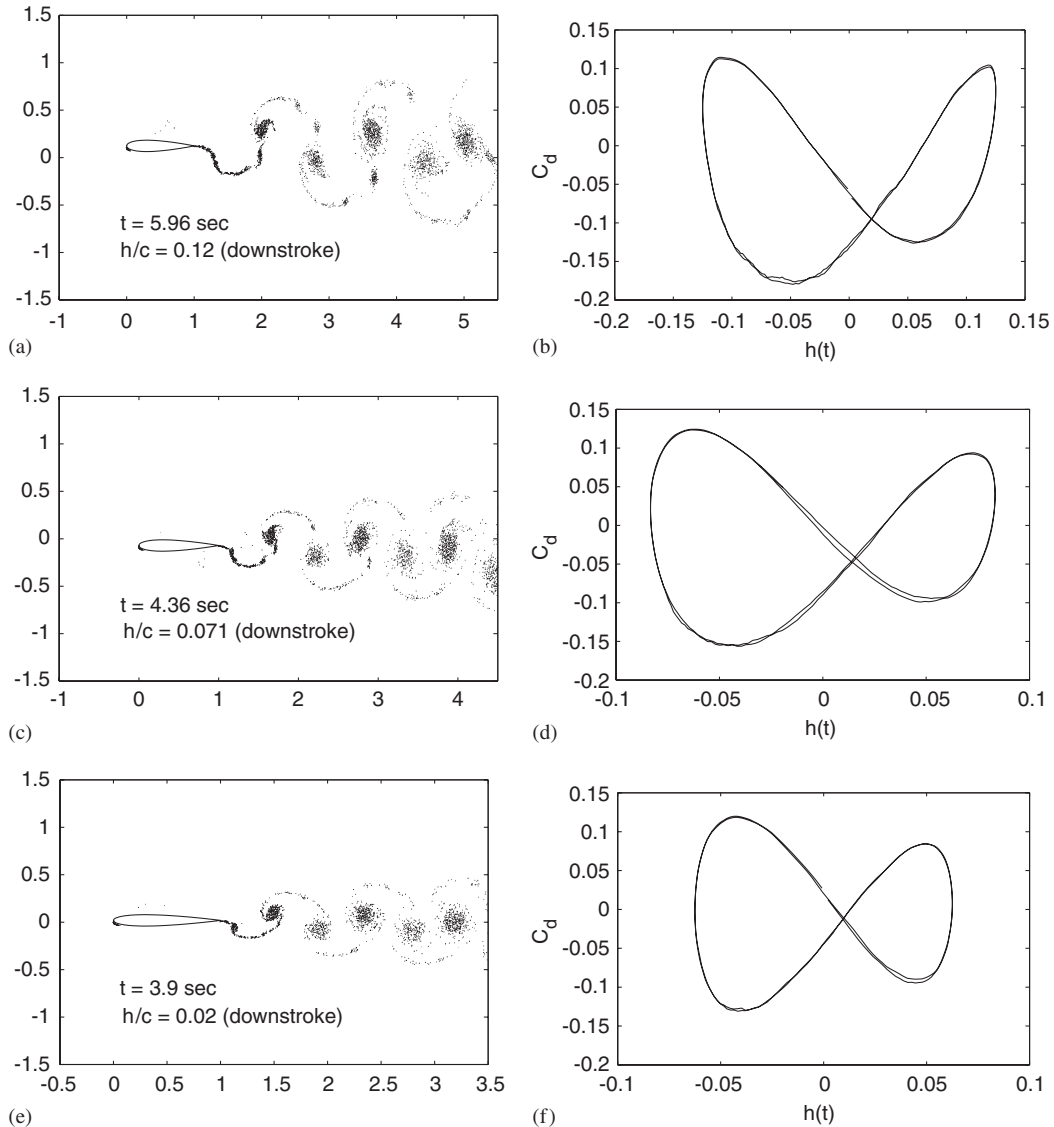 1.5
1
0.5
0
-0.5
-1
-1.5
-1 0 1 2 3 4 5
t = 5.96 sec
h/c = 0.12 (downstroke)
(a)
0.15
0.1
0.05
0
-0.05
-0.1
-0.15
-0.2
C_d
-0.2 -0.15 -0.1 -0.05 0 0.05 0.1 0.15
h(t)
(b)
1.5
1
0.5
0
-0.5
-1
-1.5
-1 0 1 2 3 4
t = 4.36 sec
h/c = 0.071 (downstroke)
(c)
0.15
0.1
0.05
0
-0.05
-0.1
-0.15
-0.2
C_d
-0.1 -0.05 0 0.05 0.1
h(t)
(d)
1.5
1
0.5
0
-0.5
-1
-1.5
-0.5 0 0.5 1 1.5 2 2.5 3 3.5
t = 3.9 sec
h/c = 0.02 (downstroke)
(e)
0.15
0.1
0.05
0
-0.05
-0.1
-0.15
-0.2
C_d
-0.1 -0.05 0 0.05 0.1
h(t)
(f)